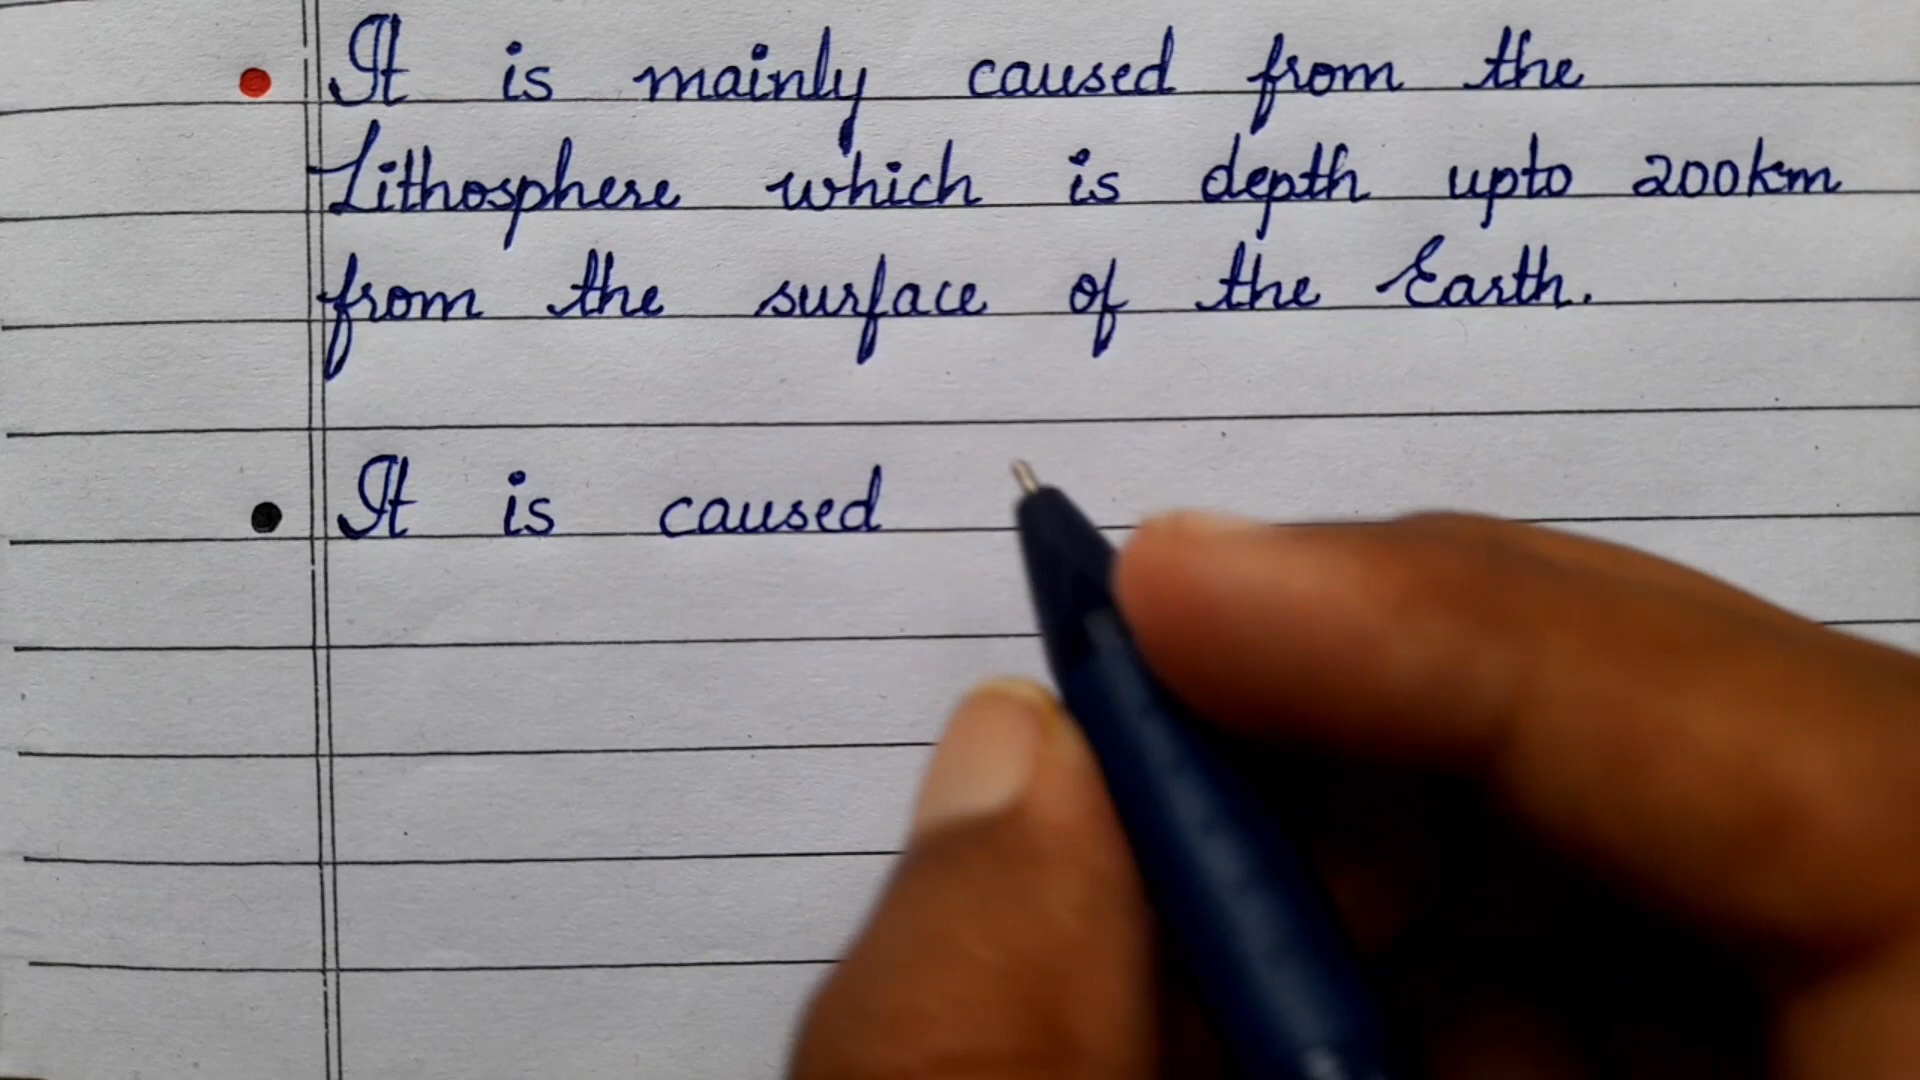 It is mainly caused from the
Lithosphere which is depth upto 200km
from the surface of the Earth.
It is caused